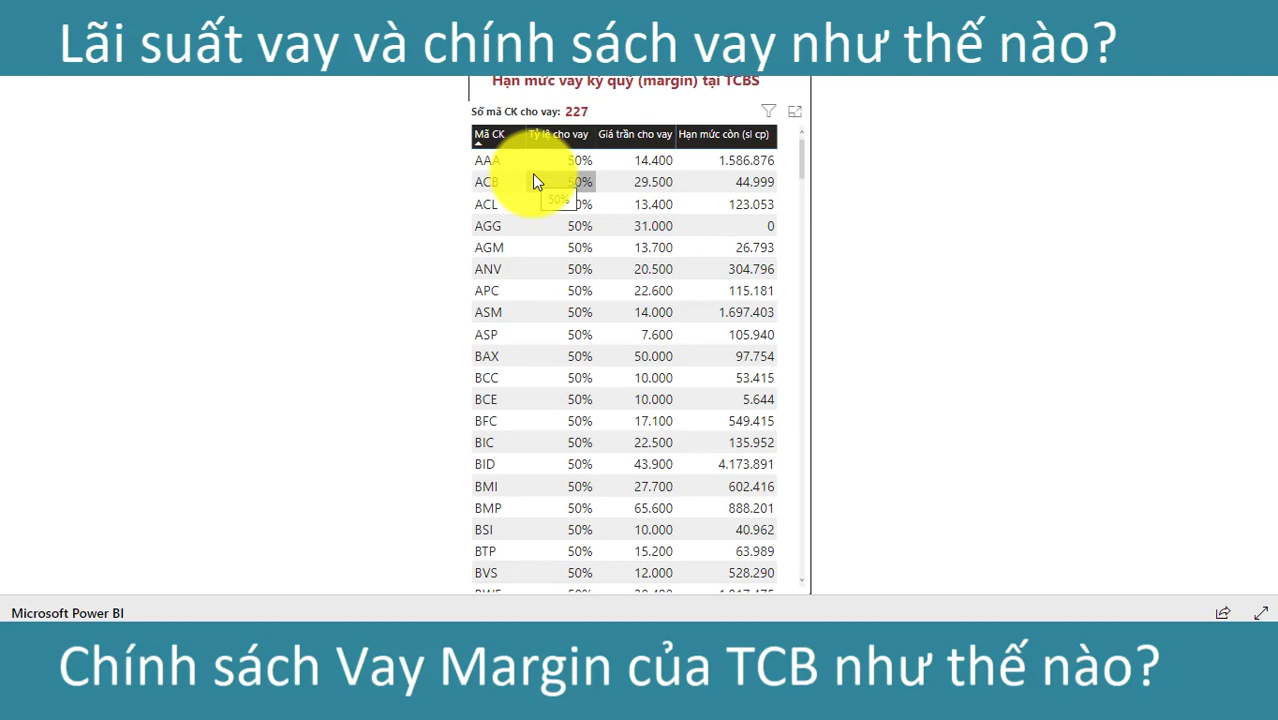 Lãi suất vay và chính sách vay như thế nào?
Hạn mức vay ký quỹ (margin) tại TCBS
Số mã CK cho vay: 227
Mã CK Tỷ lệ cho vay Giá trần cho vay Hạn mức còn (sl cp)
AAA 50% 14.400 1.586.876
ACB 50% 29.500 44.999
50%
ACL 0% 13.400 123.053
AGG 50% 31.000 0
AGM 50% 13.700 26.793
ANV 50% 20.500 304.796
APC 50% 22.600 115.181
ASM 50% 14.000 1.697.403
ASP 50% 7.600 105.940
BAX 50% 50.000 97.754
BCC 50% 10.000 53.415
BCE 50% 10.000 5.644
BFC 50% 17.100 549.415
BIC 50% 22.500 135.952
BID 50% 43.900 4.173.891
BMI 50% 27.700 602.416
BMP 50% 65.600 888.201
BSI 50% 10.000 40.962
BTP 50% 15.200 63.989
BVS 50% 12.000 528.290
Microsoft Power BI
Chính sách Vay Margin của TCB như thế nào?